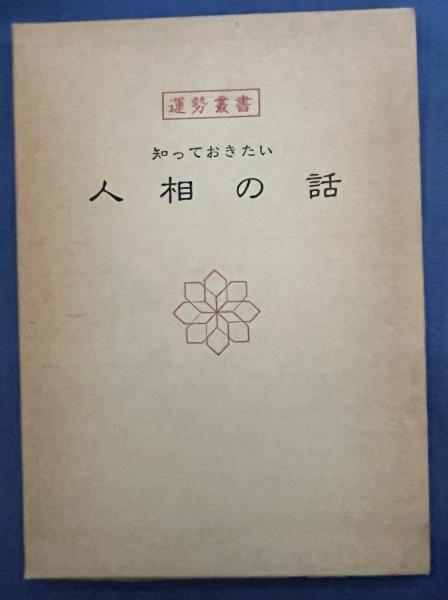 運勢叢書
知っておきたい
人相の話